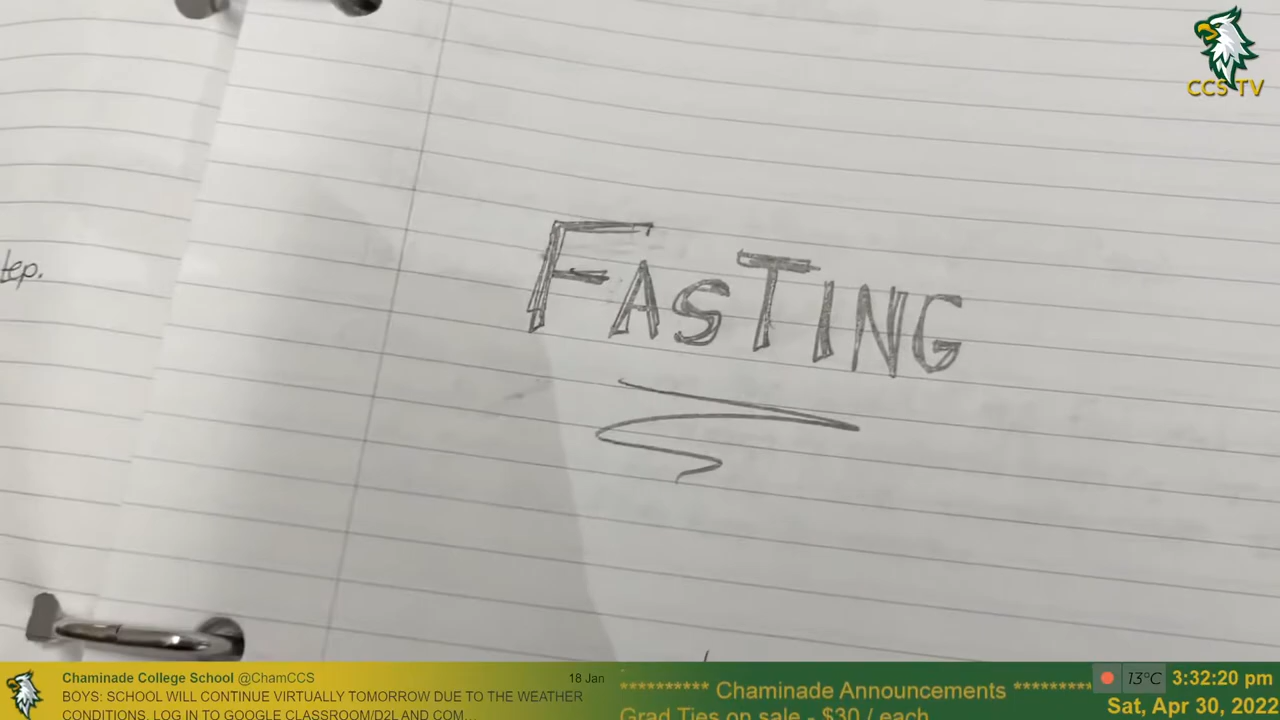 CCS TV
tep.
FASTING
Chaminade College School @ChamCCS 18 Jan
BOYS: SCHOOL WILL CONTINUE VIRTUALLY TOMORROW DUE TO THE WEATHER
CONDITIONS. LOG IN TO GOOGLE CLASSROOM/D2L AND COM...
********** Chaminade Announcements **********
Grad Ties on sale - $30 / each
13°C 3:32:20 pm
Sat, Apr 30, 2022